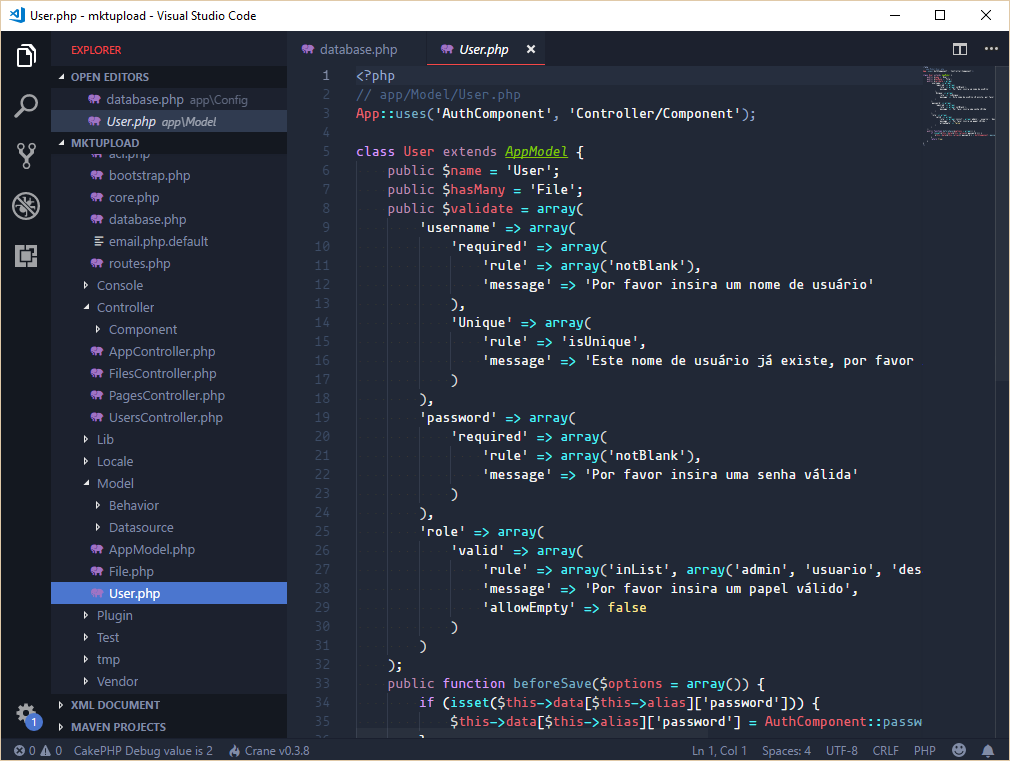 User.php - mktupload - Visual Studio Code
EXPLORER
OPEN EDITORS
database.php app\Config
User.php app\Model
MKTUPLOAD
acl.php
bootstrap.php
core.php
database.php
email.php.default
routes.php
Console
Controller
Component
AppController.php
FilesController.php
PagesController.php
UsersController.php
Lib
Locale
Model
Behavior
Datasource
AppModel.php
File.php
User.php
Plugin
Test
tmp
Vendor
XML DOCUMENT
MAVEN PROJECTS
1
database.php
User.php
1 <?php
2 // app/Model/User.php
3 App::uses('AuthComponent', 'Controller/Component');
4
5 class User extends AppModel {
6 public $name = 'User';
7 public $hasMany = 'File';
8 public $validate = array(
9 'username' => array(
10 'required' => array(
11 'rule' => array('notBlank'),
12 'message' => 'Por favor insira um nome de usuário'
13 ),
14 'Unique' => array(
15 'rule' => 'isUnique',
16 'message' => 'Este nome de usuário já existe, por favor
17 )
18 ),
19 'password' => array(
20 'required' => array(
21 'rule' => array('notBlank'),
22 'message' => 'Por favor insira uma senha válida'
23 )
24 ),
25 'role' => array(
26 'valid' => array(
27 'rule' => array('inList', array('admin', 'usuario', 'des
28 'message' => 'Por favor insira um papel válido',
29 'allowEmpty' => false
30 )
31 )
32 );
33 public function beforeSave($options = array()) {
34 if (isset($this->data[$this->alias]['password'])) {
35 $this->data[$this->alias]['password'] = AuthComponent::passw
0 0 CakePHP Debug value is 2 Crane v0.3.8 Ln 1, Col 1 Spaces: 4 UTF-8 CRLF PHP